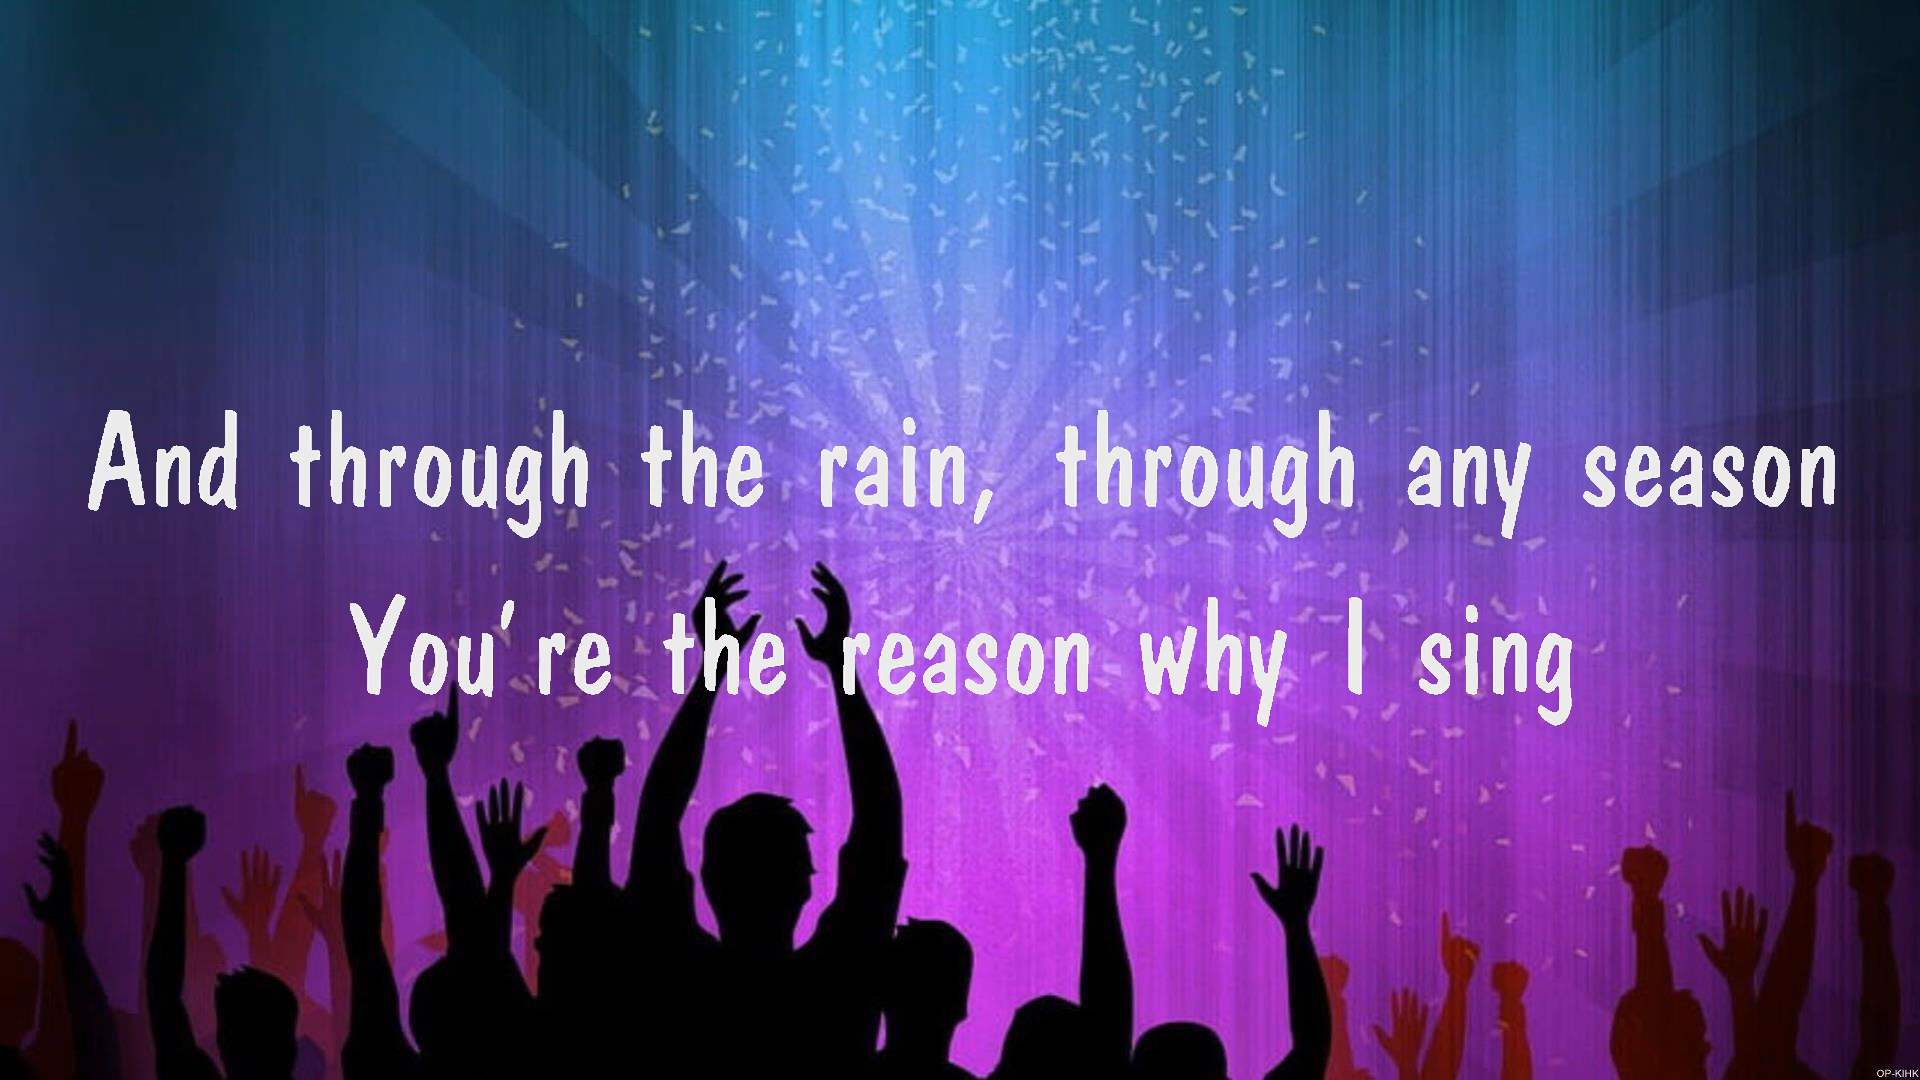 And through the rain, through any season
You're the reason why I sing
OP-KIHK